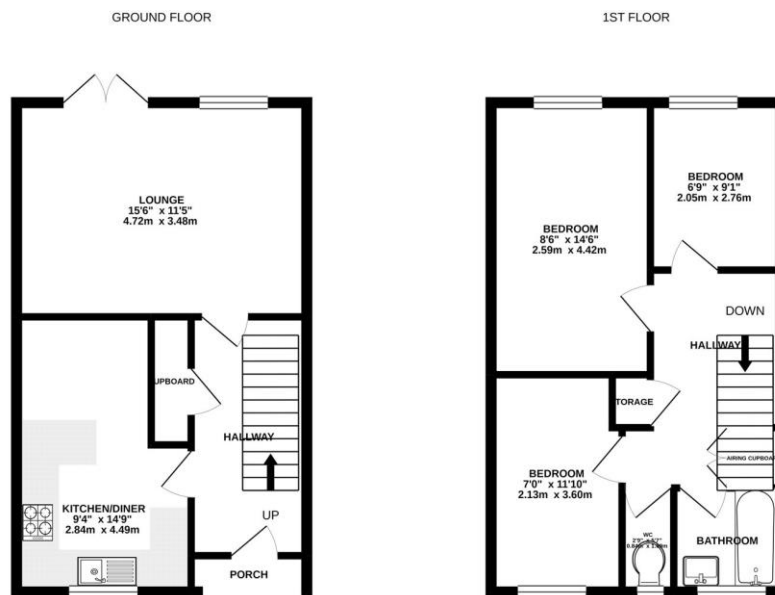 GROUND FLOOR
1ST FLOOR
LOUNGE
15'6" x 11'5"
4.72m x 3.48m
UPBOARD
HALLWAY
KITCHEN/DINER
9'4" x 14'9"
2.84m x 4.49m
UP
PORCH
BEDROOM
6'9" x 9'1"
2.05m x 2.76m
BEDROOM
8'6" x 14'6"
2.59m x 4.42m
DOWN
HALLWAY
TORAGE
AIRING CUPBOA
BEDROOM
7'0" x 11'10"
2.13m x 3.60m
WC
BATHROOM